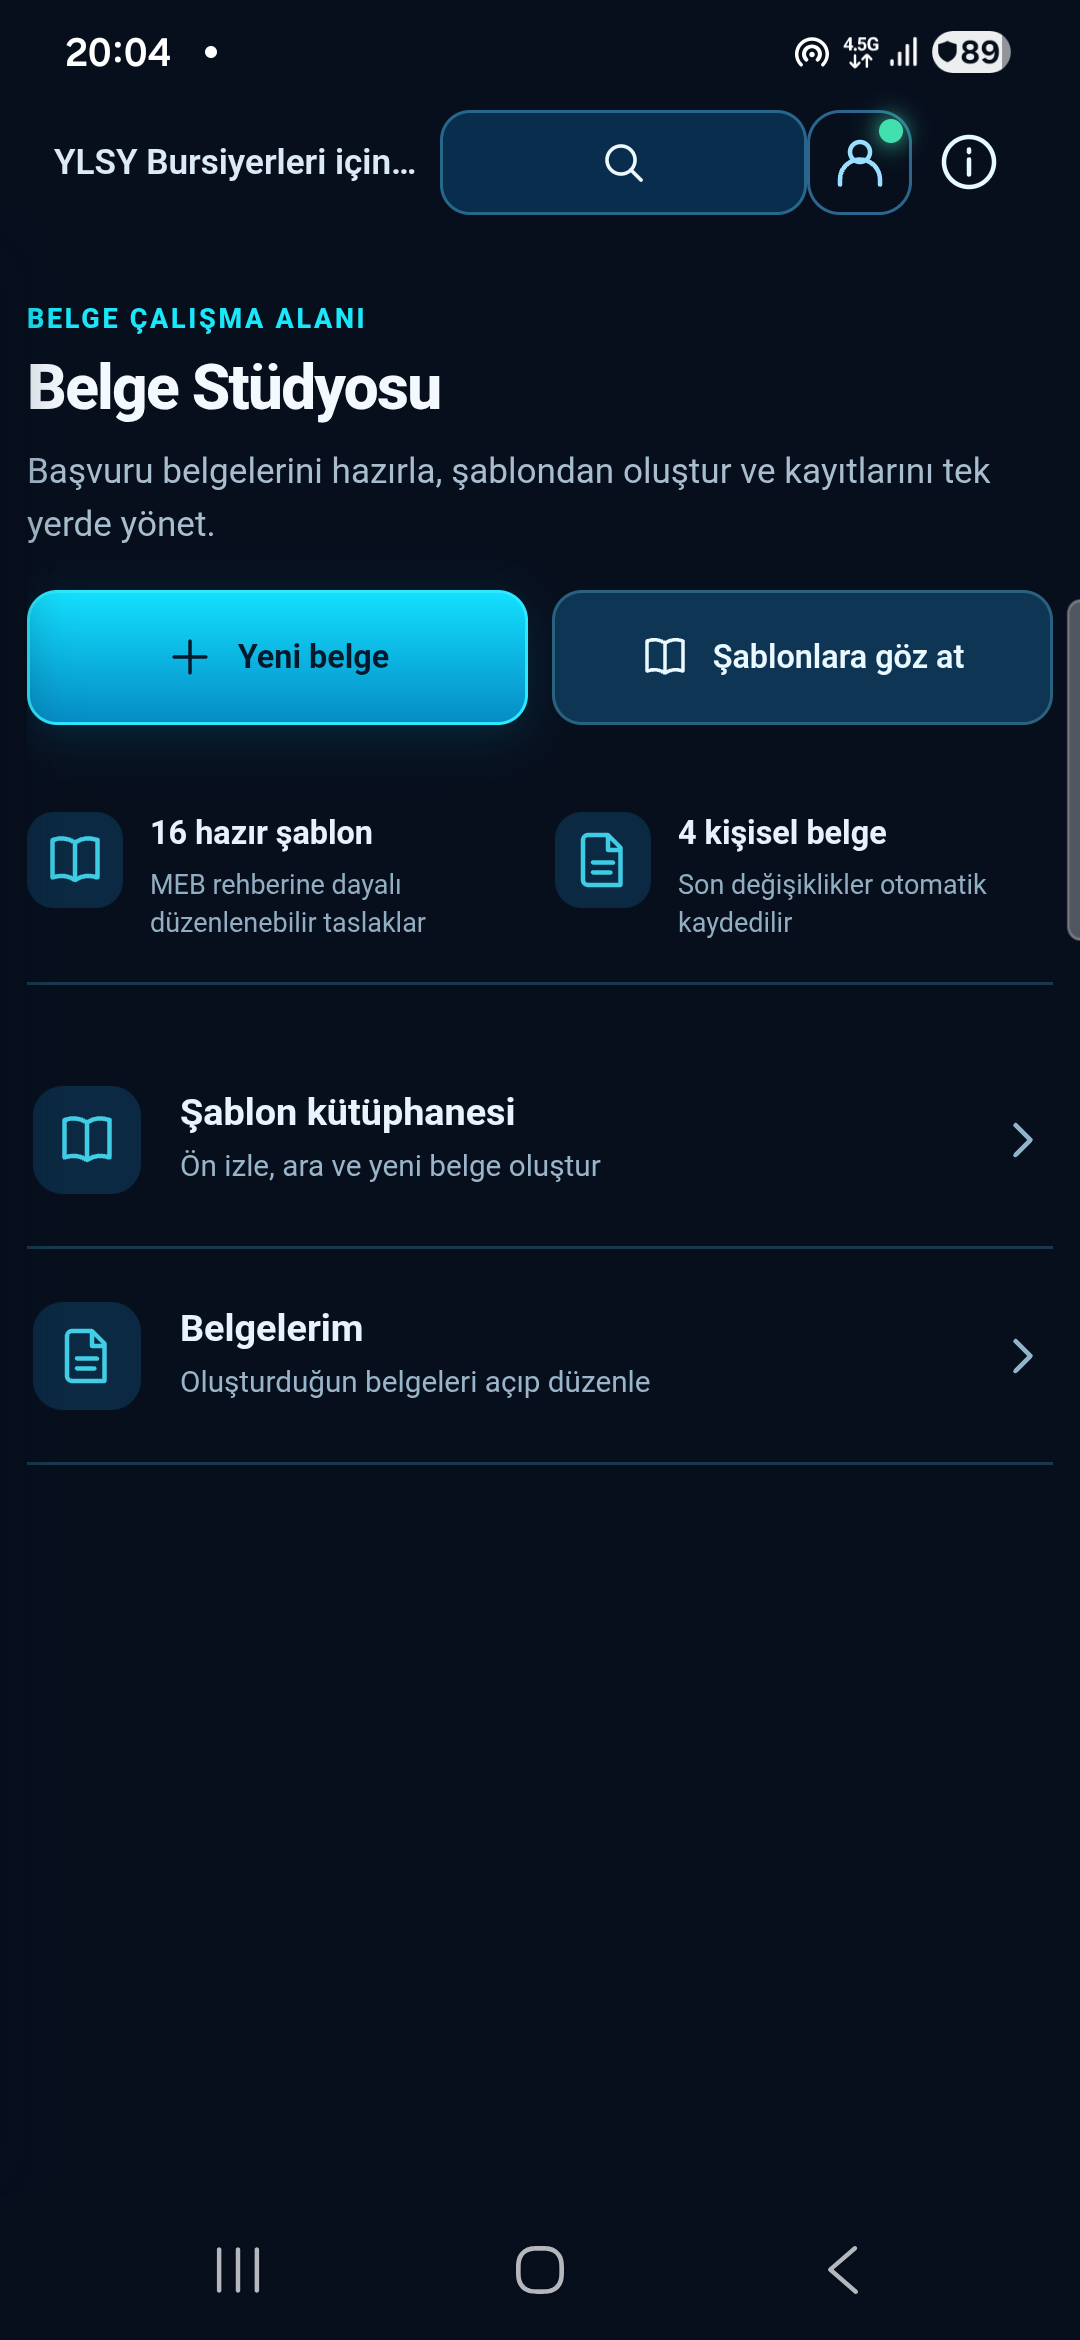 20:04
4.5G
89
YLSY Bursiyerleri için...
BELGE ÇALIŞMA ALANI
Belge Stüdyosu
Başvuru belgelerini hazırla, şablondan oluştur ve kayıtlarını tek
yerde yönet.
Yeni belge
Şablonlara göz at
16 hazır şablon
MEB rehberine dayalı
düzenlenebilir taslaklar
4 kişisel belge
Son değişiklikler otomatik
kaydedilir
Şablon kütüphanesi
Ön izle, ara ve yeni belge oluştur
Belgelerim
Oluşturduğun belgeleri açıp düzenle